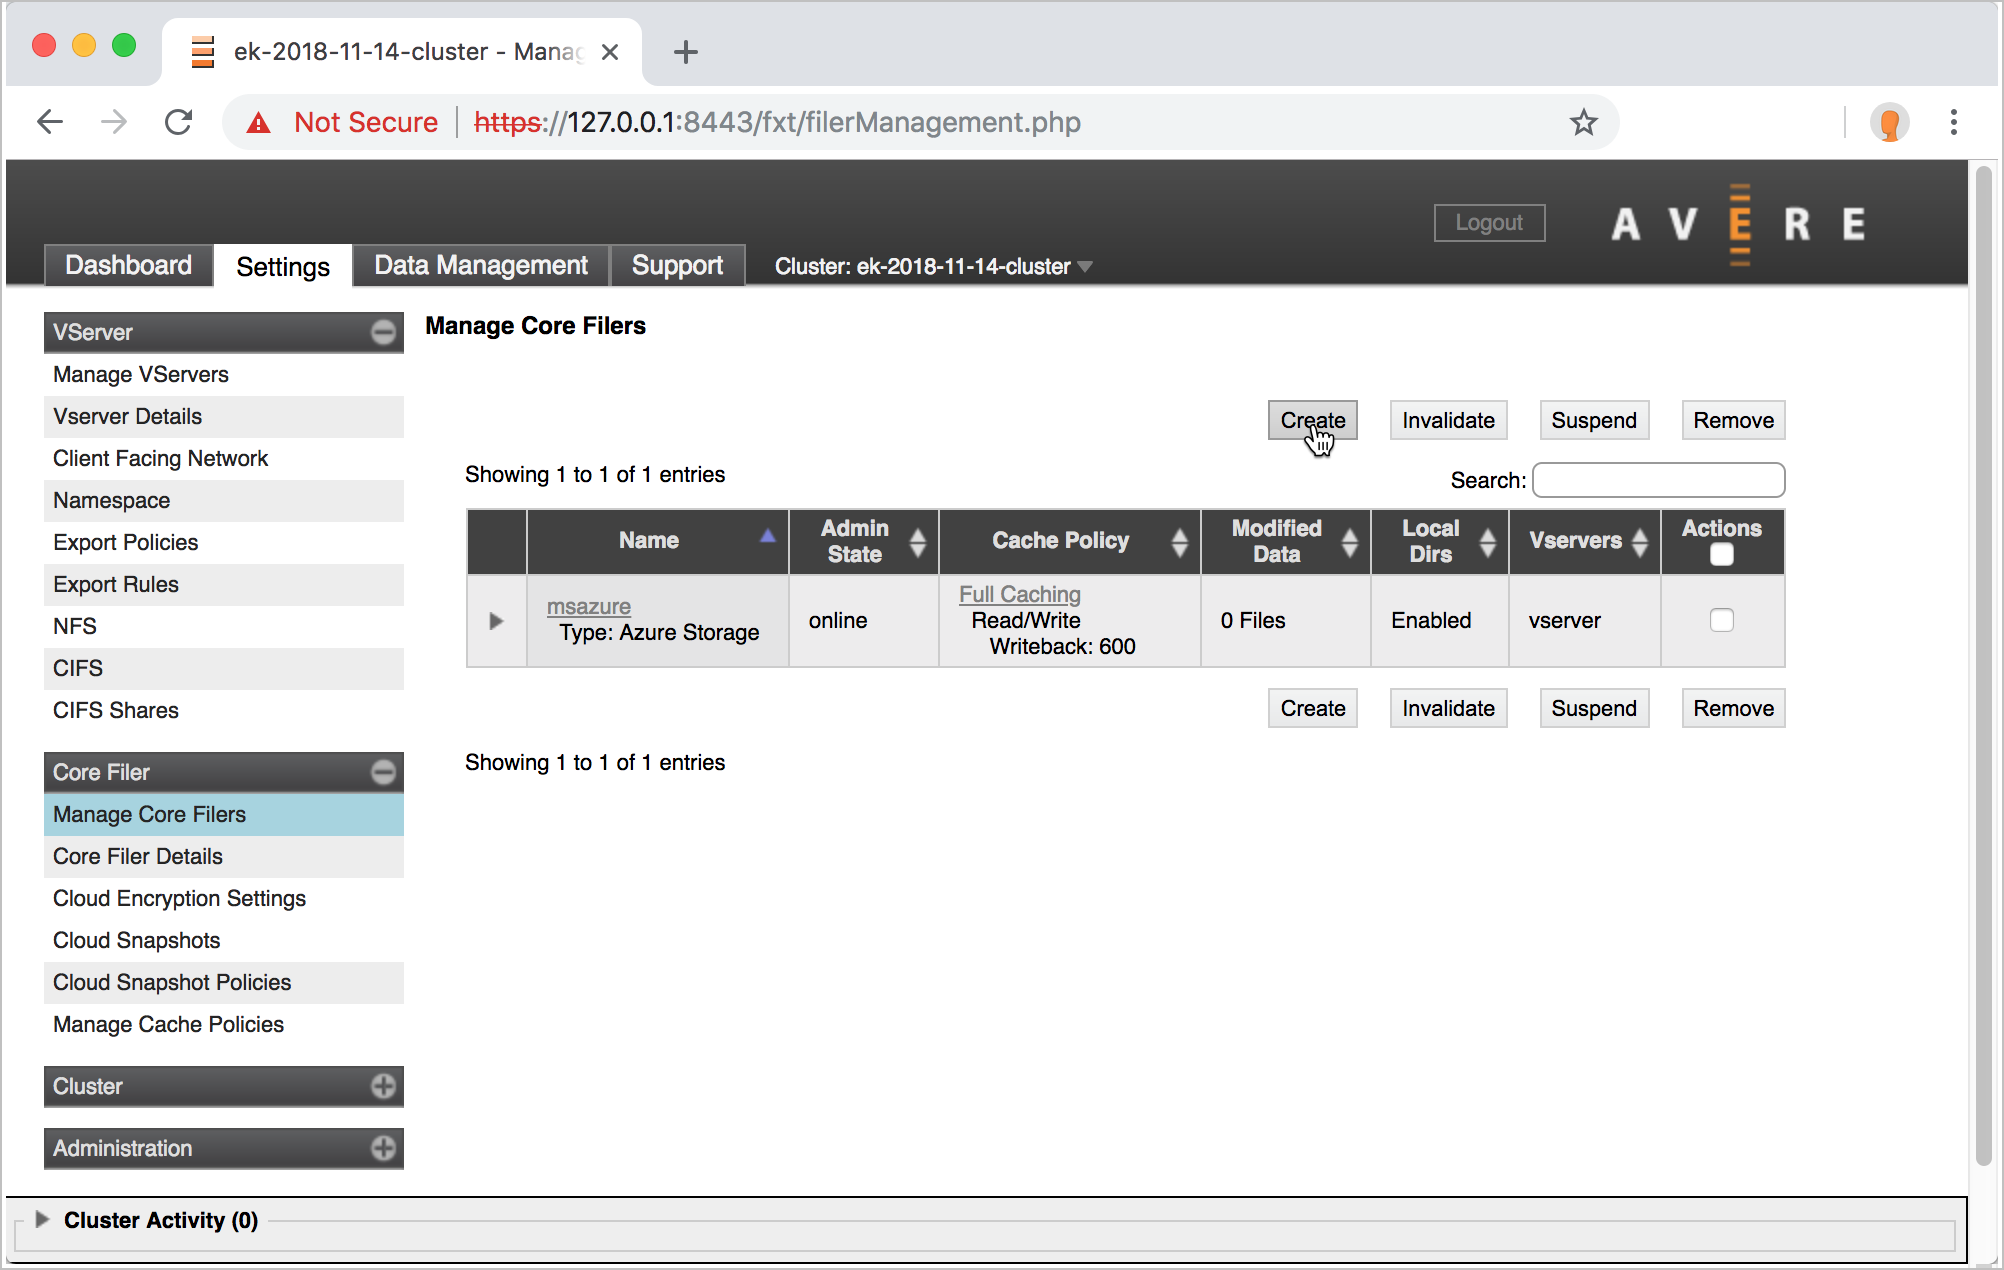 ek-2018-11-14-cluster - Mana
Not Secure
https://127.0.0.1:8443/fxt/filerManagement.php
Logout
AVERE
Dashboard
Settings
Data Management
Support
Cluster: ek-2018-11-14-cluster
VServer
Manage VServers
Vserver Details
Client Facing Network
Namespace
Export Policies
Export Rules
NFS
CIFS
CIFS Shares
Core Filer
Manage Core Filers
Core Filer Details
Cloud Encryption Settings
Cloud Snapshots
Cloud Snapshot Policies
Manage Cache Policies
Cluster
Administration
Manage Core Filers
Create
Invalidate
Suspend
Remove
Showing 1 to 1 of 1 entries
Search:
Name
Admin
State
Cache Policy
Modified
Data
Local
Dirs
Vservers
Actions
msazure
Type: Azure Storage
online
Full Caching
Read/Write
Writeback: 600
0 Files
Enabled
vserver
Create
Invalidate
Suspend
Remove
Showing 1 to 1 of 1 entries
Cluster Activity (0)